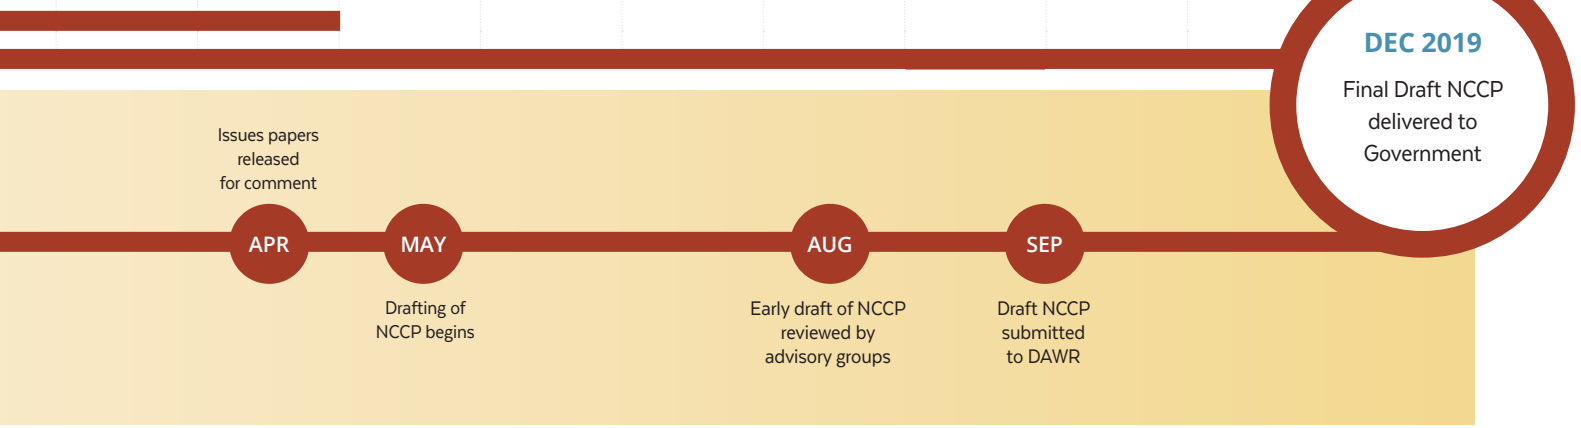 DEC 2019
Final Draft NCCP
delivered to
Government
Issues papers
released
for comment
APR
MAY
AUG
SEP
Drafting of
NCCP begins
Early draft of NCCP
reviewed by
advisory groups
Draft NCCP
submitted
to DAWR